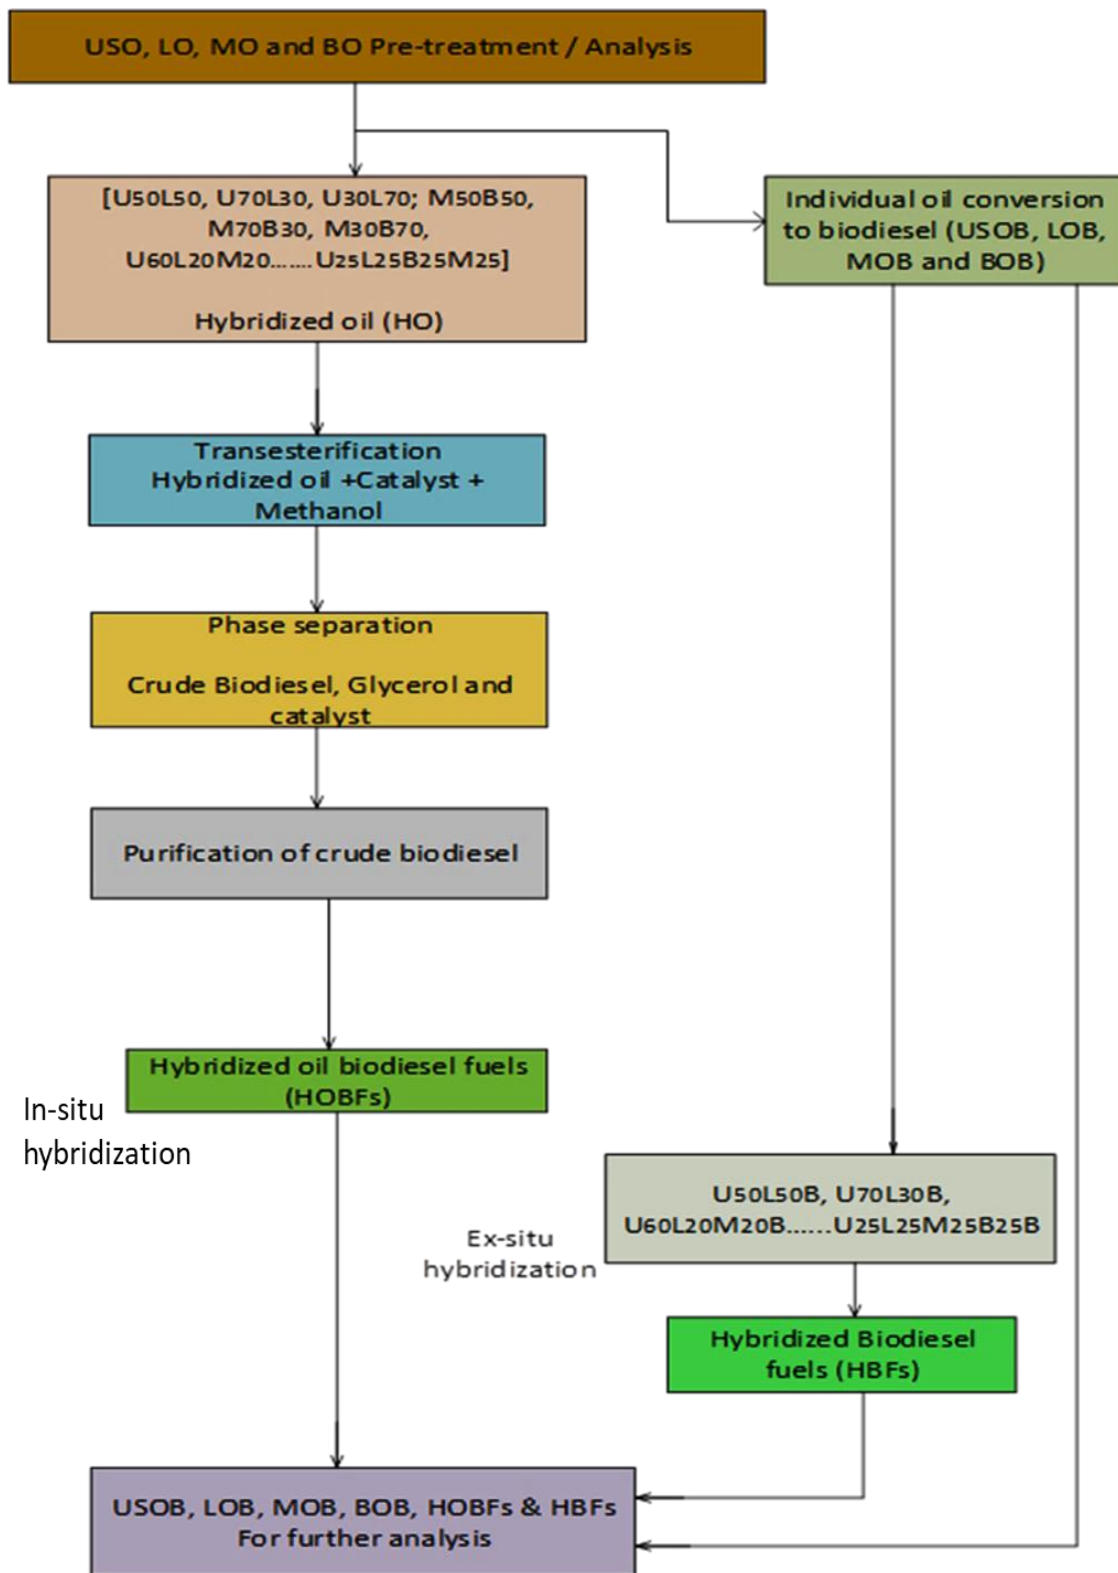 USO, LO, MO and BO Pre-treatment / Analysis
[U50L50, U70L30, U30L70; M50B50,
M70B30, M30B70,
U60L20M20.......U25L25B25M25]
Hybridized oil (HO)
Individual oil conversion
to biodiesel (USOB, LOB,
MOB and BOB)
Transesterification
Hybridized oil +Catalyst +
Methanol
Phase separation
Crude Biodiesel, Glycerol and
catalyst
Purification of crude biodiesel
Hybridized oil biodiesel fuels
(HOBFs)
In-situ
hybridization
U50L50B, U70L30B,
U60L20M20B......U25L25M25B25B
Ex-situ
hybridization
Hybridized Biodiesel
fuels (HBFs)
USOB, LOB, MOB, BOB, HOBFs & HBFs
For further analysis